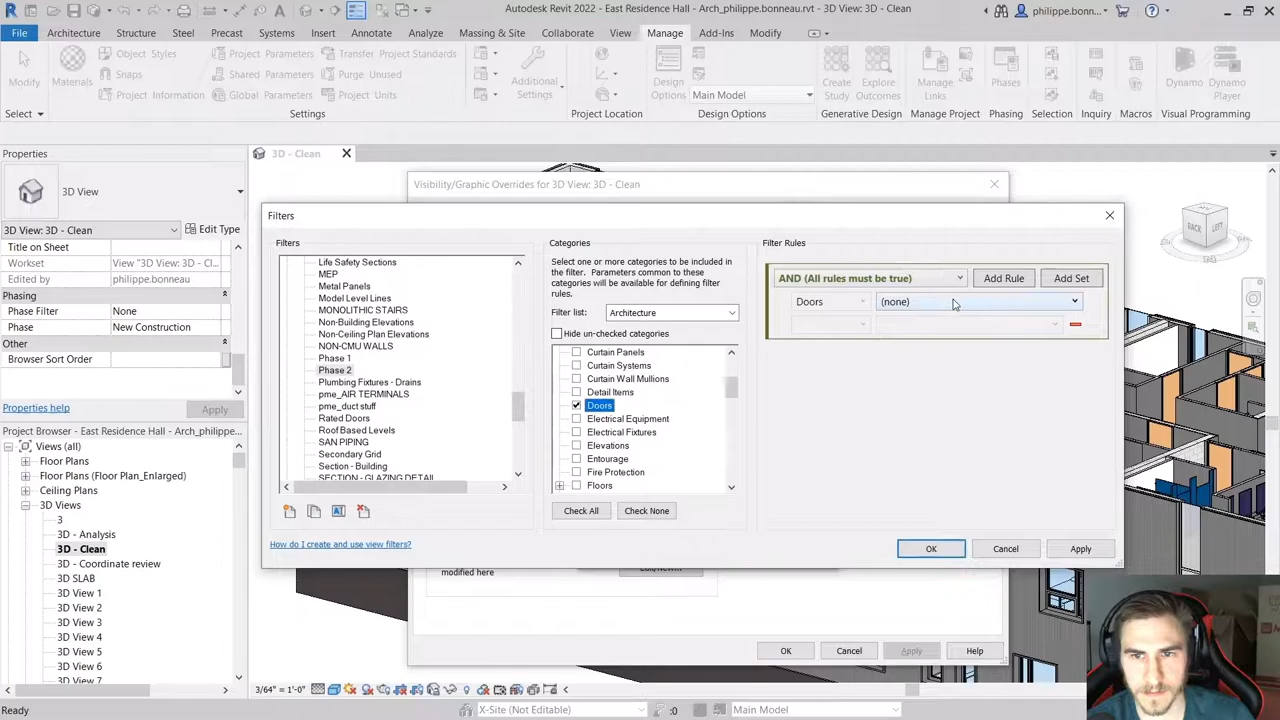 Autodesk Revit 2022 - East Residence Hall - Arch_philippe.bonneau.rvt - 3D View: 3D - Clean
philippe.bonn...
File Architecture Structure Steel Precast Systems Insert Annotate Analyze Massing & Site Collaborate View Manage Add-Ins Modify
Modify
Materials
Object Styles
Snaps
Project Information
Project Parameters
Shared Parameters
Global Parameters
Transfer Project Standards
Purge Unused
Project Units
Additional Settings
Design Options
Main Model
Create Study
Explore Outcomes
Manage Links
Phases
Dynamo
Dynamo Player
Select
Settings
Project Location
Design Options
Generative Design
Manage Project
Phasing
Selection
Inquiry
Macros
Visual Programming
Properties
3D View
3D View: 3D - Clean
Edit Type
Title on Sheet
Workset View "3D View: 3D - Cl...
Edited by philippe.bonneau
Phasing
Phase Filter None
Phase New Construction
Other
Browser Sort Order
Properties help
Apply
Project Browser - East Residence Hall - Arch_philippe.bonneau....
Views (all)
Floor Plans
Floor Plans (Floor Plan_Enlarged)
Ceiling Plans
3D Views
3
3D - Analysis
3D - Clean
3D - Coordinate review
3D SLAB
3D View 1
3D View 2
3D View 3
3D View 4
3D View 5
3D View 6
3D View 7
3D - Clean
Visibility/Graphic Overrides for 3D View: 3D - Clean
Filters
Filters
Life Safety Sections
MEP
Metal Panels
Model Level Lines
MONOLITHIC STAIRS
Non-Building Elevations
Non-Ceiling Plan Elevations
NON-CMU WALLS
Phase 1
Phase 2
Plumbing Fixtures - Drains
pme_AIR TERMINALS
pme_duct stuff
Rated Doors
Roof Based Levels
SAN PIPING
Secondary Grid
Section - Building
SECTION - GLAZING DETAIL
How do I create and use view filters?
Categories
Select one or more categories to be included
in the filter. Parameters common to these
categories will be available for defining filter
rules.
Filter list: Architecture
Hide un-checked categories
Curtain Panels
Curtain Systems
Curtain Wall Mullions
Detail Items
Doors
Electrical Equipment
Electrical Fixtures
Elevations
Entourage
Fire Protection
Floors
Check All Check None
Filter Rules
AND (All rules must be true) Add Rule Add Set
Doors (none)
OK Cancel Apply
modified here
Edit/New...
OK Cancel Apply Help
BACK LEFT
3/64" = 1'-0"
Ready
X-Site (Not Editable)
:0
Main Model